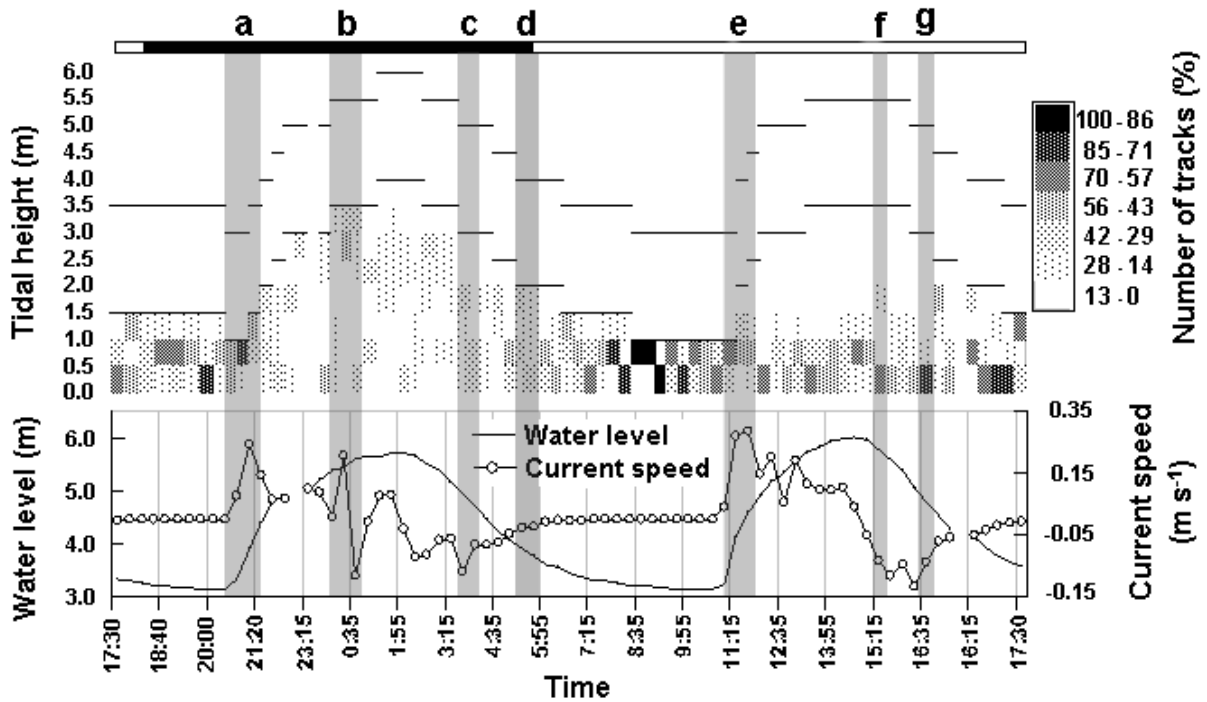 a b c d e f g
Tidal height (m)
6.0
5.5
5.0
4.5
4.0
3.5
3.0
2.5
2.0
1.5
1.0
0.5
0.0
100 - 86
85 - 71
70 - 57
56 - 43
42 - 29
28 - 14
13 - 0
Number of tracks (%)
Water level (m)
6.0
5.0
4.0
3.0
Water level
Current speed
0.35
0.15
-0.05
-0.15
Current speed
(m s-1)
17:30 18:40 20:00 21:20 23:15 0:35 1:55 3:15 4:35 5:55 7:15 8:35 9:55 11:15 12:35 13:55 15:15 16:35 16:15 17:30
Time